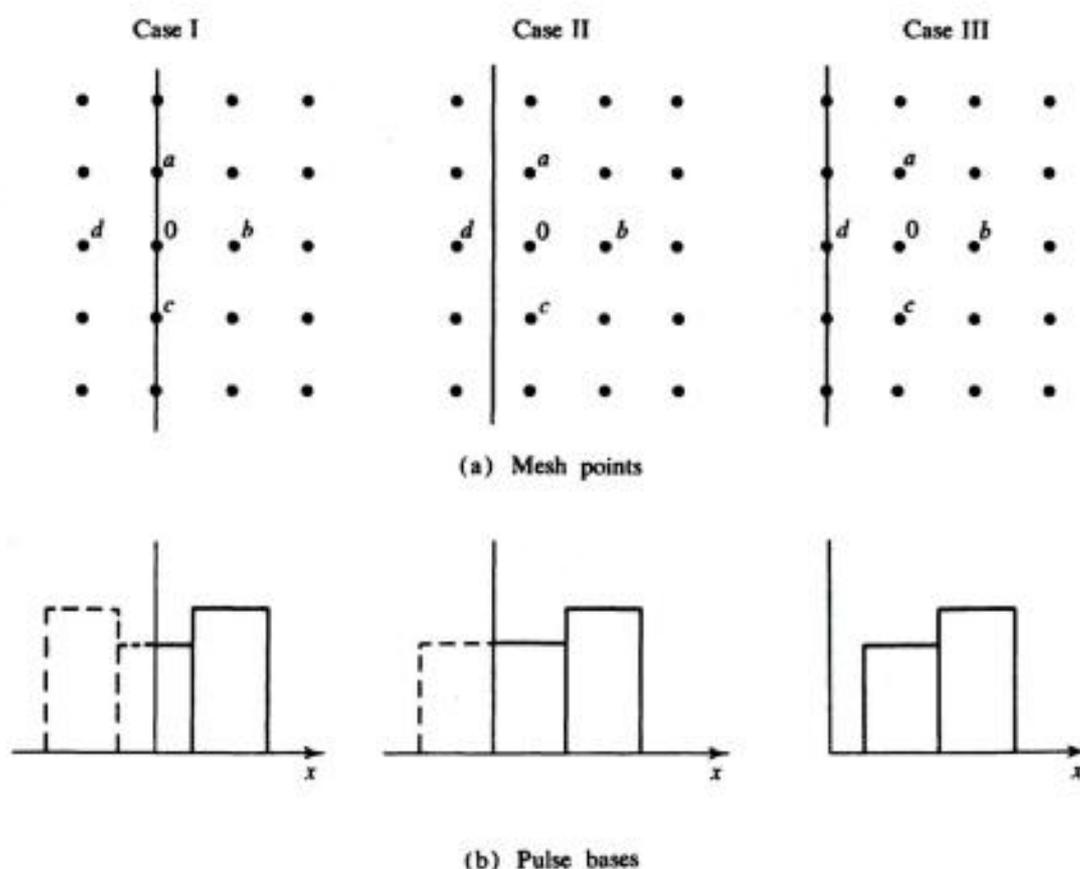 Case I Case II Case III
a a a
d 0 b d 0 b d 0 b
c c c
(a) Mesh points
x x x
(b) Pulse bases